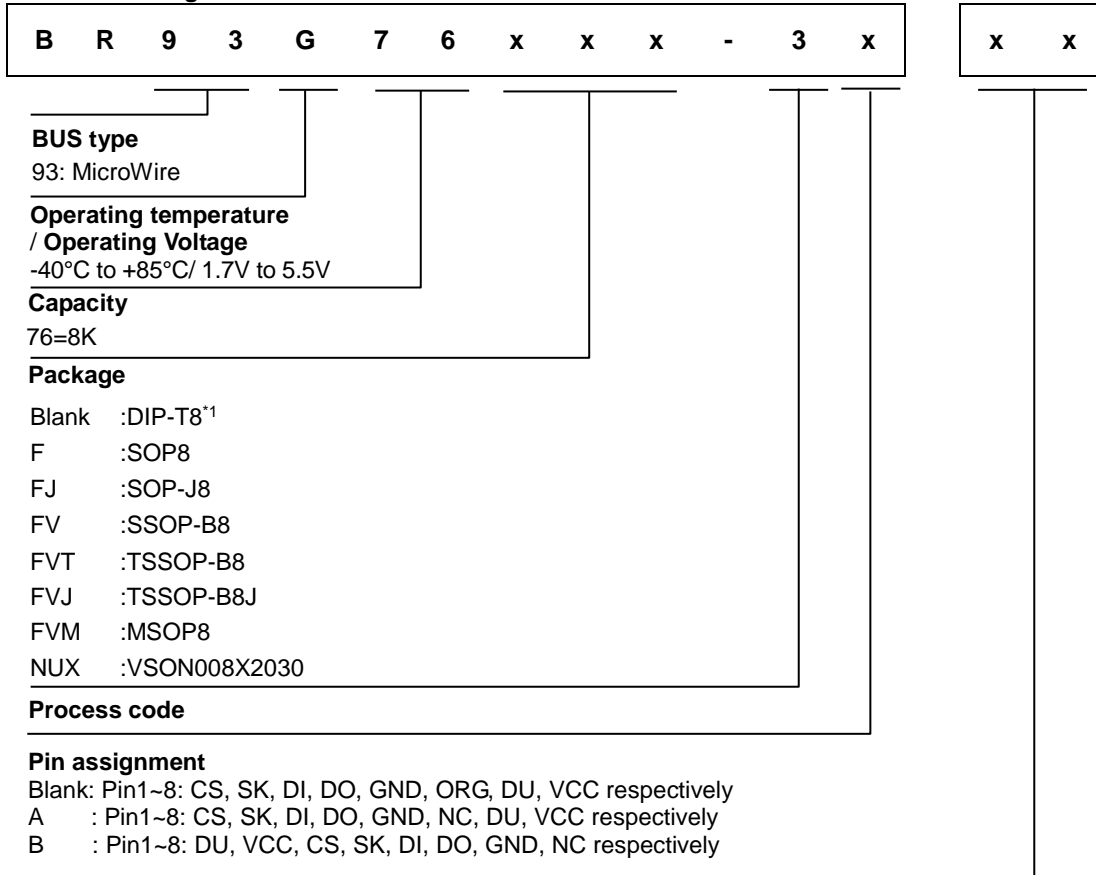 B R 9 3 G 7 6 x x x - 3 x x x
BUS type
93: MicroWire
Operating temperature
/ Operating Voltage
-40°C to +85°C/ 1.7V to 5.5V
Capacity
76=8K
Package
Blank :DIP-T8*1
F :SOP8
FJ :SOP-J8
FV :SSOP-B8
FVT :TSSOP-B8
FVJ :TSSOP-B8J
FVM :MSOP8
NUX :VSON008X2030
Process code
Pin assignment
Blank: Pin1~8: CS, SK, DI, DO, GND, ORG, DU, VCC respectively
A : Pin1~8: CS, SK, DI, DO, GND, NC, DU, VCC respectively
B : Pin1~8: DU, VCC, CS, SK, DI, DO, GND, NC respectively